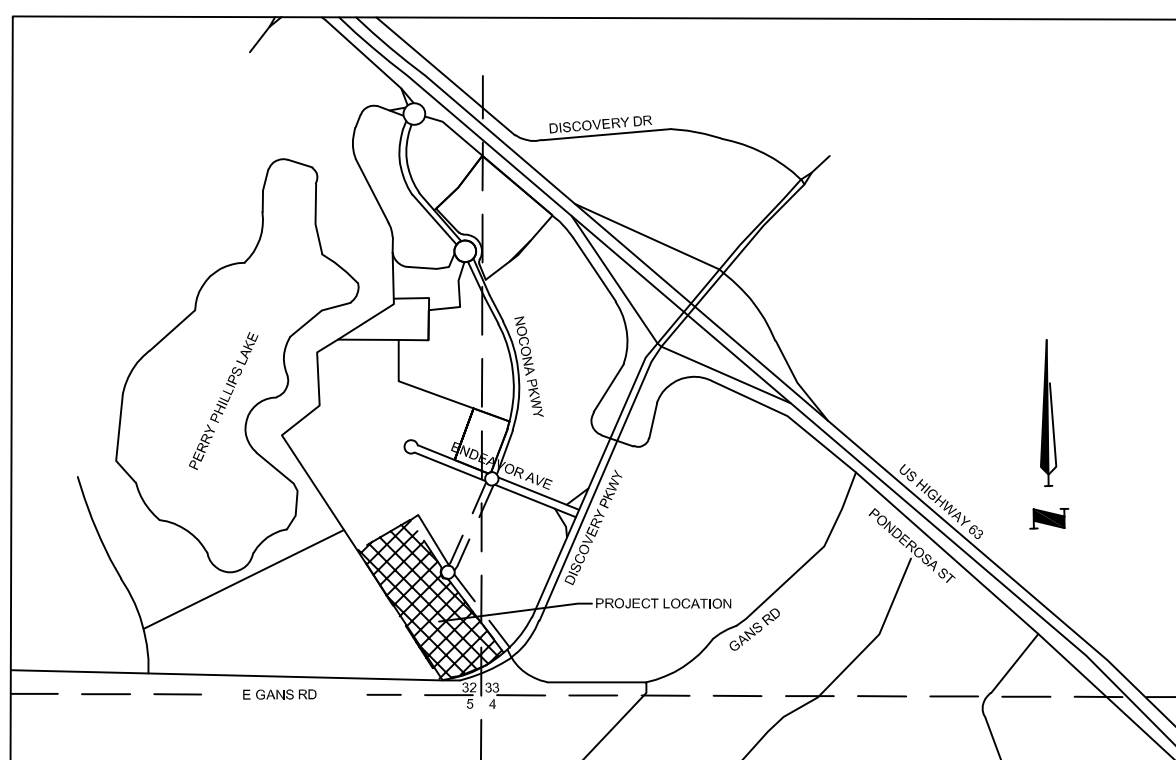 DISCOVERY DR
PERRY PHILLIPS LAKE
NOCONA PKWY
ENDEAVOR AVE
DISCOVERY PKWY
US HIGHWAY 63
PONDEROSA ST
PROJECT LOCATION
GANS RD
E GANS RD
32 33
5 4
N